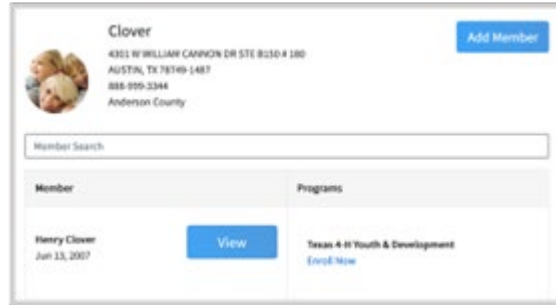 Clover
Add Member
4301 W WILLIAM CANNON DR STE B150 # 180
AUSTIN, TX 78749-1487
888-999-3344
Anderson County
Member Search
Member
Programs
Henry Clover
Jun 13, 2007
View
Texas 4-H Youth & Development
Enroll Now